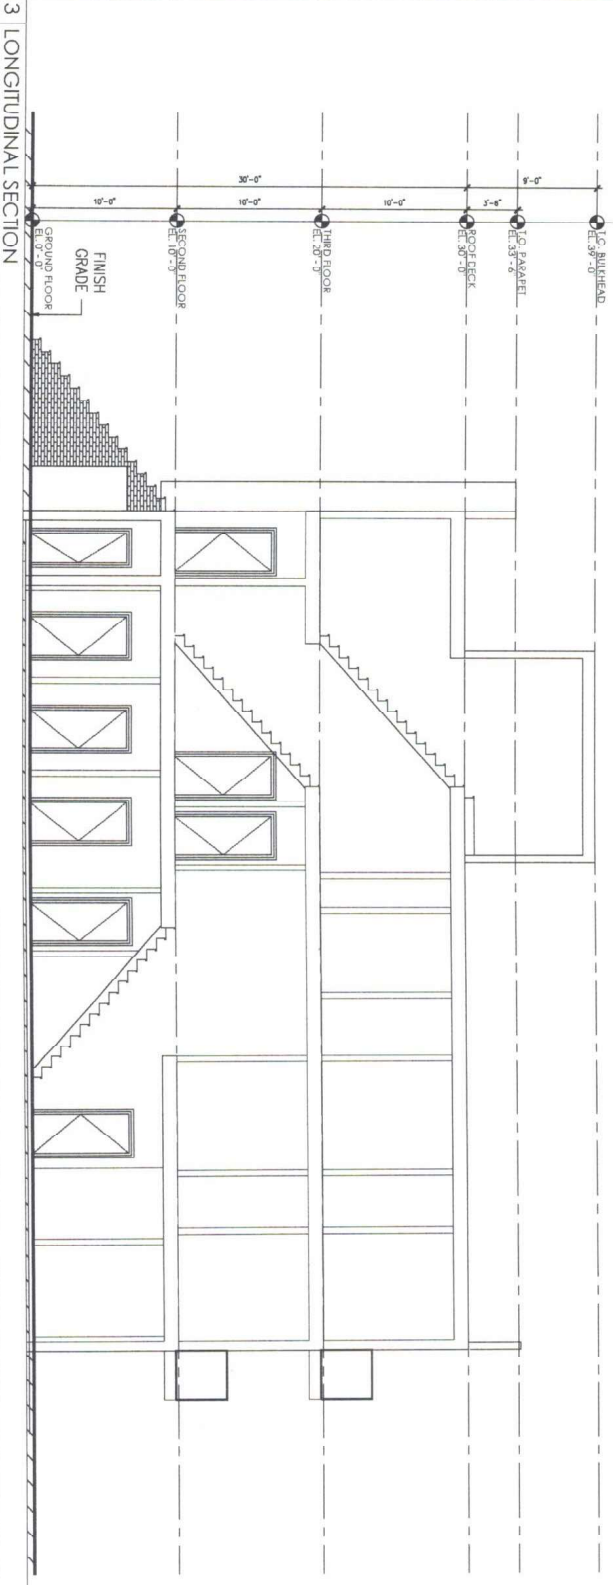 T.O. BULKHEAD
EL. 39'-0"
T.O. PARAPET
EL. 33'-6"
ROOF DECK
EL. 30'-0"
THIRD FLOOR
EL. 20'-0"
SECOND FLOOR
EL. 10'-0"
GROUND FLOOR
EL. 0'-0"
9'-0"
30'-0"
3'-6"
10'-0"
10'-0"
10'-0"
FINISH
GRADE
3 LONGITUDINAL SECTION